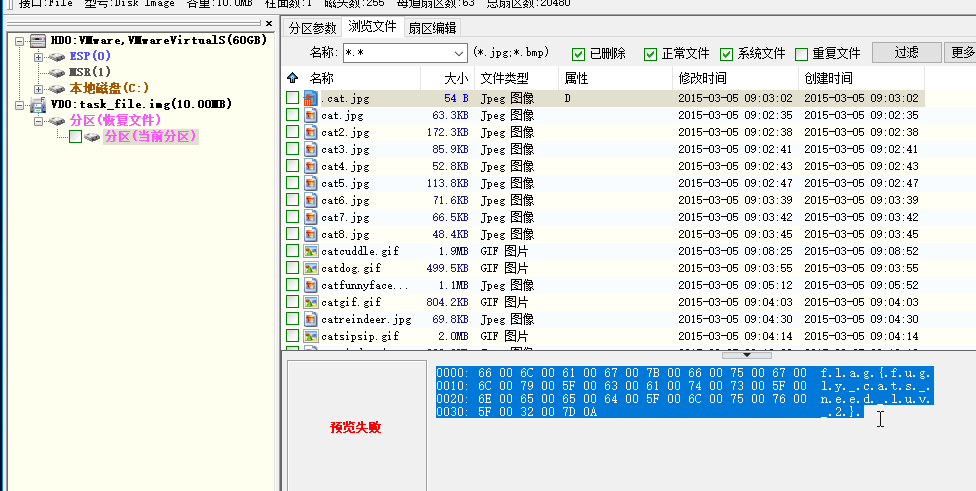 接口:File 型号:Disk Image 容量:10.0MB 柱面数:1 磁头数:255 每道扇区数:63 总扇区数:20480
HD0:VMware,VMwareVirtualS(60GB)
ESP(0)
MSR(1)
本地磁盘(C:)
VD0:task_file.img(10.00MB)
分区(恢复文件)
分区(当前分区)
分区参数 浏览文件 扇区编辑
名称: *.* (*.jpg;*.bmp) 已删除 正常文件 系统文件 重复文件 过滤 更多
名称 大小 文件类型 属性 修改时间 创建时间
.cat.jpg 54 B Jpeg 图像 D 2015-03-05 09:03:02 2015-03-05 09:03:02
cat.jpg 63.3KB Jpeg 图像 2015-03-05 09:02:35 2015-03-05 09:02:35
cat2.jpg 172.3KB Jpeg 图像 2015-03-05 09:02:38 2015-03-05 09:02:38
cat3.jpg 85.9KB Jpeg 图像 2015-03-05 09:02:41 2015-03-05 09:02:41
cat4.jpg 52.8KB Jpeg 图像 2015-03-05 09:02:43 2015-03-05 09:02:43
cat5.jpg 113.8KB Jpeg 图像 2015-03-05 09:02:47 2015-03-05 09:02:47
cat6.jpg 71.6KB Jpeg 图像 2015-03-05 09:03:39 2015-03-05 09:03:39
cat7.jpg 66.5KB Jpeg 图像 2015-03-05 09:03:42 2015-03-05 09:03:42
cat8.jpg 48.4KB Jpeg 图像 2015-03-05 09:03:45 2015-03-05 09:03:45
catcuddle.gif 1.9MB GIF 图片 2015-03-05 09:08:25 2015-03-05 09:08:52
catdog.gif 499.5KB GIF 图片 2015-03-05 09:03:55 2015-03-05 09:03:55
catfunnyface... 1.1MB Jpeg 图像 2015-03-05 09:05:12 2015-03-05 09:05:52
catgif.gif 804.2KB GIF 图片 2015-03-05 09:04:03 2015-03-05 09:04:03
catreindeer.jpg 69.8KB Jpeg 图像 2015-03-05 09:04:30 2015-03-05 09:04:30
catsipsip.gif 2.0MB GIF 图片 2015-03-05 09:04:14 2015-03-05 09:04:14
预览失败
0000: 66 00 6C 00 61 00 67 00 7B 00 66 00 75 00 67 00 f.l.a.g.{.f.u.g.
0010: 6C 00 79 00 5F 00 63 00 61 00 74 00 73 00 5F 00 l.y._.c.a.t.s._.
0020: 6E 00 65 00 65 00 64 00 5F 00 6C 00 75 00 76 00 n.e.e.d._.l.u.v.
0030: 5F 00 32 00 7D 0A _.2.}.